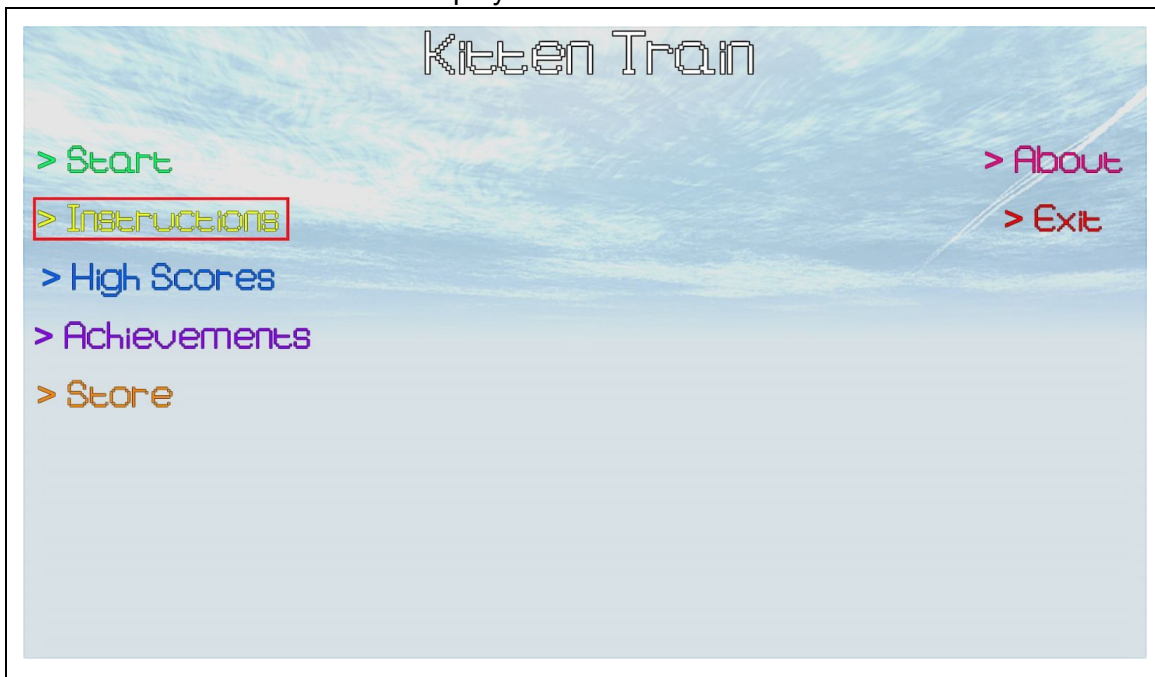 Kitten Train
> Start
> Instructions
> High Scores
> Achievements
> Store
> About
> Exit